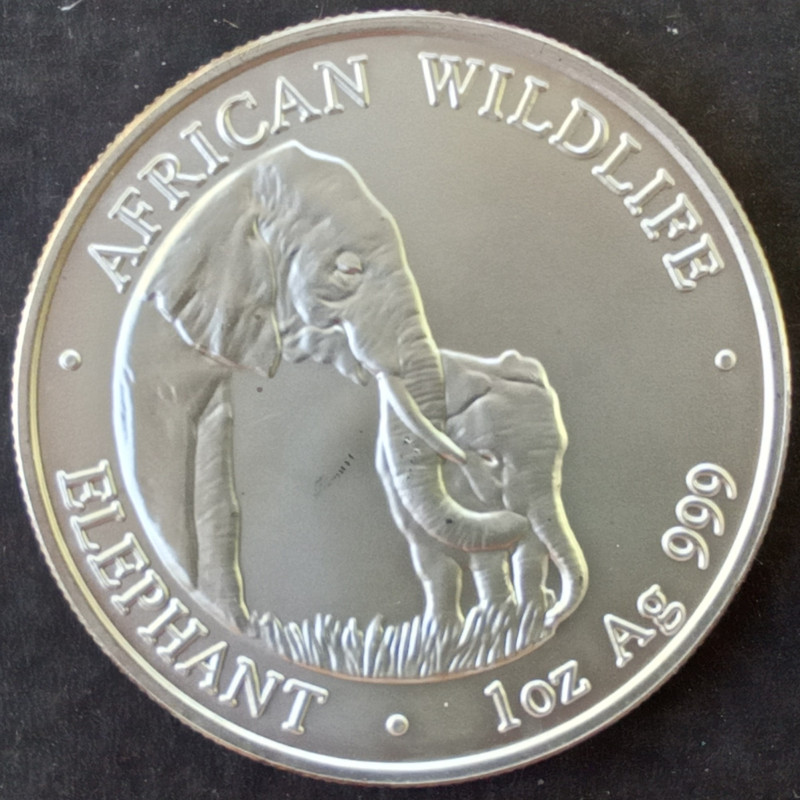 AFRICAN WILDLIFE
ELEPHANT • 1oz Ag 999